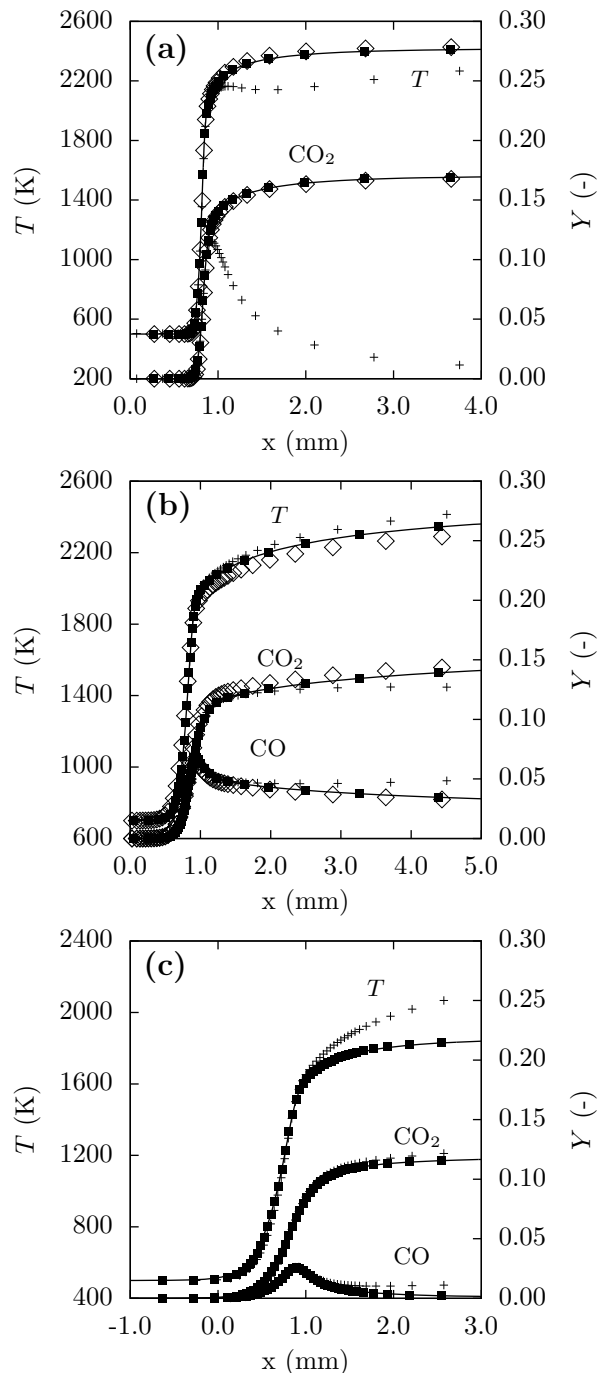 (a)
2600
2200
1800
1400
1000
600
200
T (K)
0.30
0.25
0.20
0.15
0.10
0.05
0.00
Y (-)
T
CO₂
0.0 1.0 2.0 3.0 4.0
x (mm)
(b)
2600
2200
1800
1400
1000
600
T (K)
0.30
0.25
0.20
0.15
0.10
0.05
0.00
Y (-)
T
CO₂
CO
0.0 1.0 2.0 3.0 4.0 5.0
x (mm)
(c)
2400
2000
1600
1200
800
400
T (K)
0.30
0.25
0.20
0.15
0.10
0.05
0.00
Y (-)
T
CO₂
CO
-1.0 0.0 1.0 2.0 3.0
x (mm)